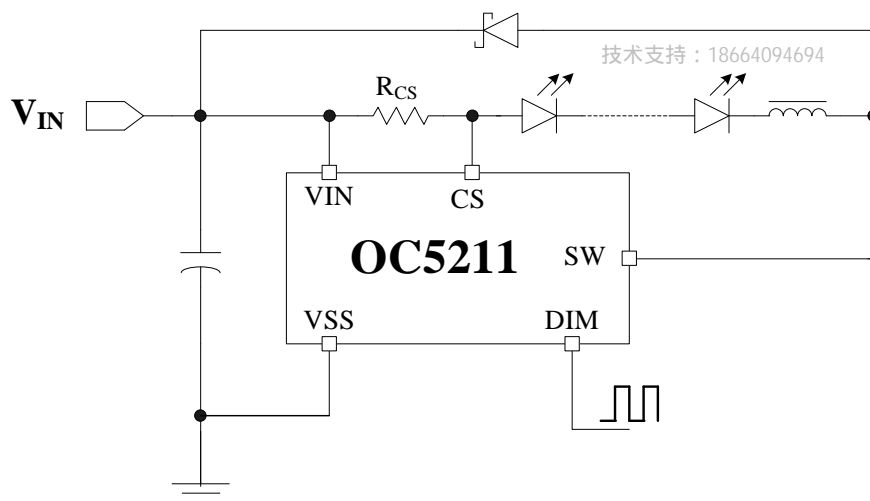 技术支持：18664094694
RCS
VIN
VIN
CS
OC5211
SW
VSS
DIM